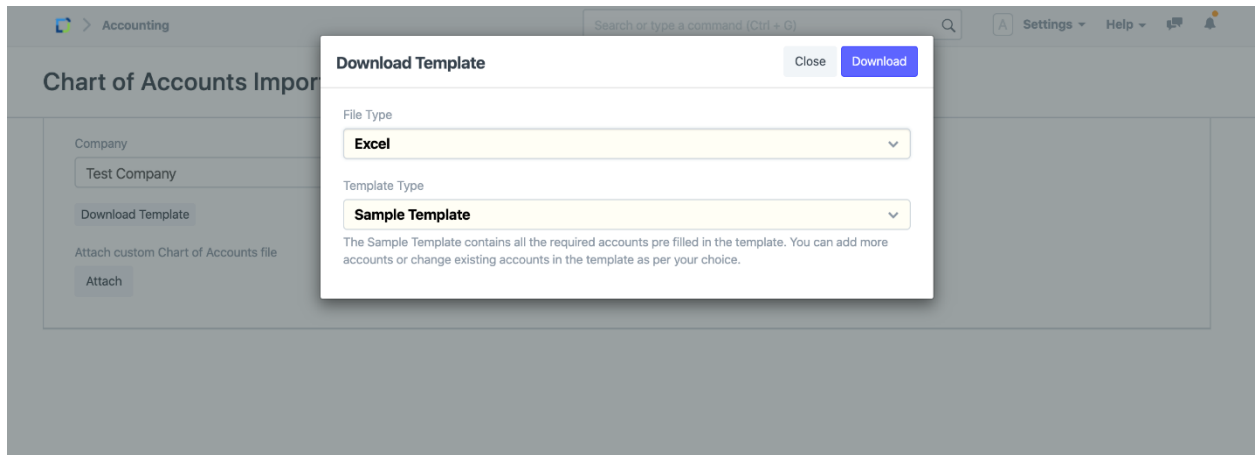 Accounting
Search or type a command (Ctrl + G)
A
Settings
Help
Chart of Accounts Impor
Download Template
Close
Download
File Type
Excel
Template Type
Sample Template
The Sample Template contains all the required accounts pre filled in the template. You can add more
accounts or change existing accounts in the template as per your choice.
Company
Test Company
Download Template
Attach custom Chart of Accounts file
Attach